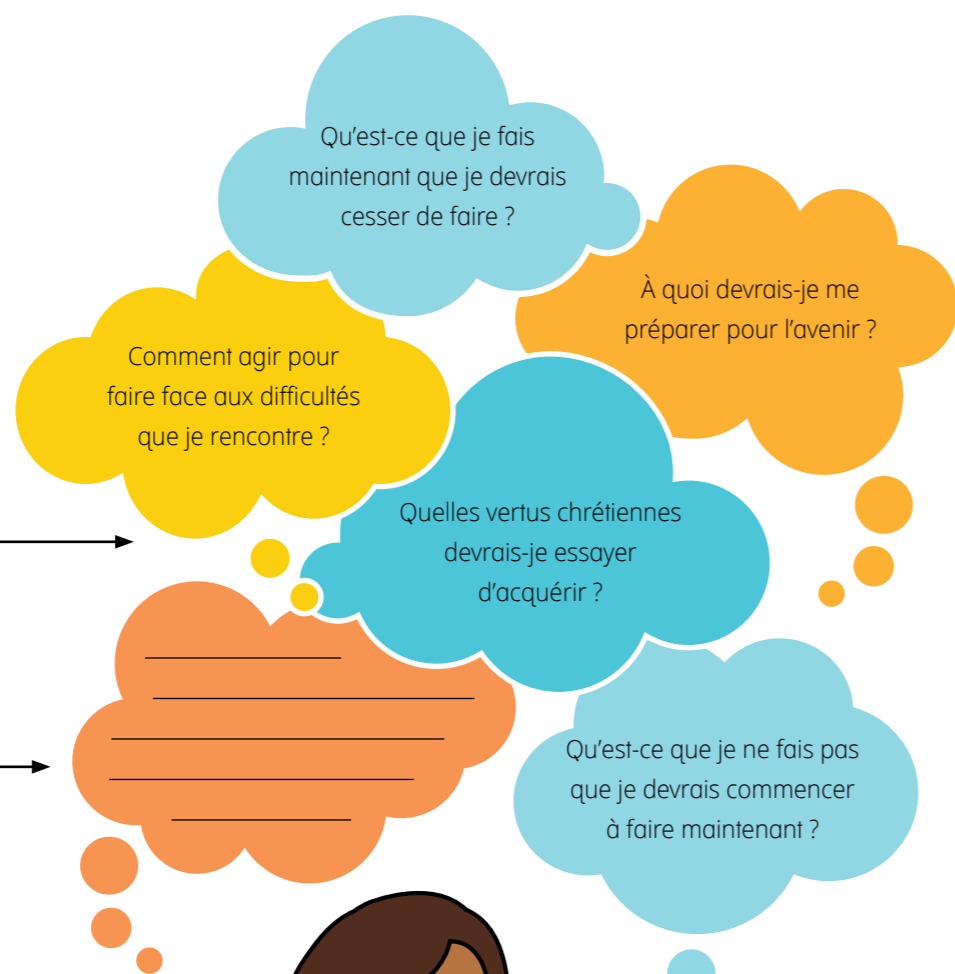 Qu'est-ce que je fais
maintenant que je devrais
cesser de faire ?
À quoi devrais-je me
préparer pour l'avenir ?
Comment agir pour
faire face aux difficultés
que je rencontre ?
Quelles vertus chrétiennes
devrais-je essayer
d'acquérir ?
Qu'est-ce que je ne fais pas
que je devrais commencer
à faire maintenant ?